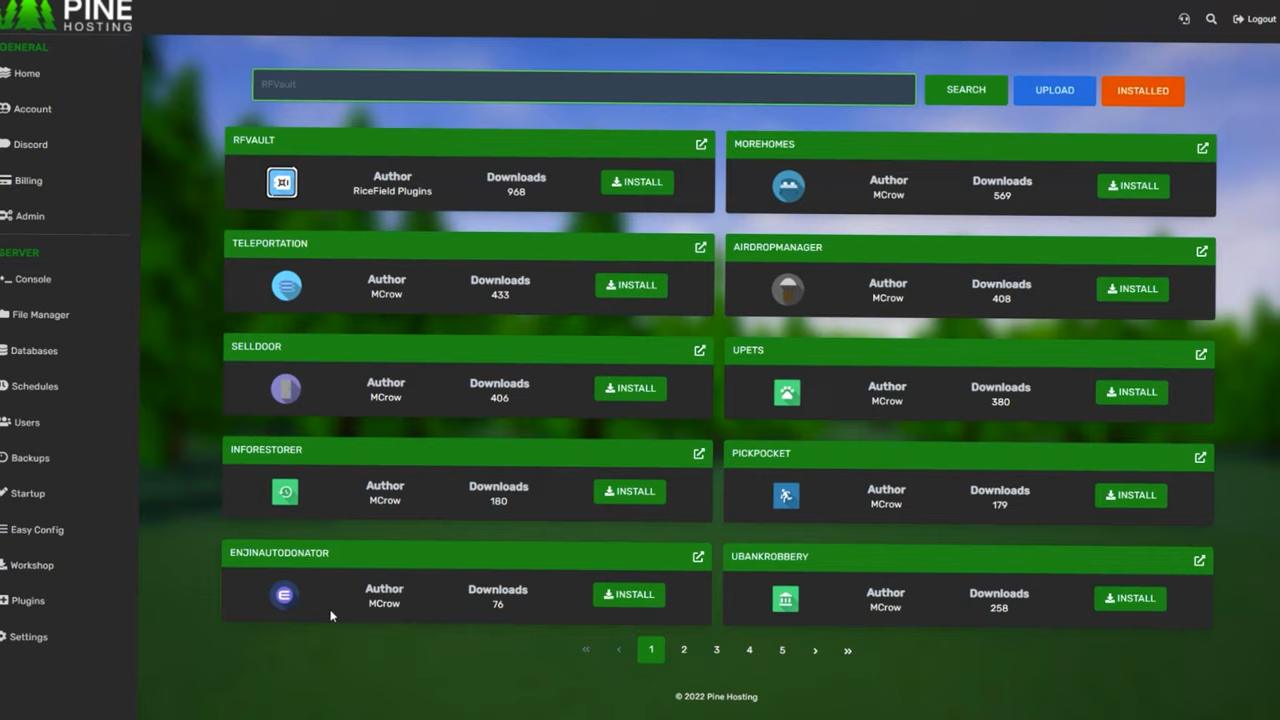 PINE
HOSTING
Logout
GENERAL
Home
Account
Discord
Billing
Admin
SERVER
Console
File Manager
Databases
Schedules
Users
Backups
Startup
Easy Config
Workshop
Plugins
Settings
RFVault
SEARCH
UPLOAD
INSTALLED
RFVAULT
Author
RiceField Plugins
Downloads
968
INSTALL
MOREHOMES
Author
MCrow
Downloads
569
INSTALL
TELEPORTATION
Author
MCrow
Downloads
433
INSTALL
AIRDROPMANAGER
Author
MCrow
Downloads
408
INSTALL
SELLDOOR
Author
MCrow
Downloads
406
INSTALL
UPETS
Author
MCrow
Downloads
380
INSTALL
INFORESTORER
Author
MCrow
Downloads
180
INSTALL
PICKPOCKET
Author
MCrow
Downloads
179
INSTALL
ENJINAUTODONATOR
Author
MCrow
Downloads
76
INSTALL
UBANKROBBERY
Author
MCrow
Downloads
258
INSTALL
« ‹ 1 2 3 4 5 › »
© 2022 Pine Hosting